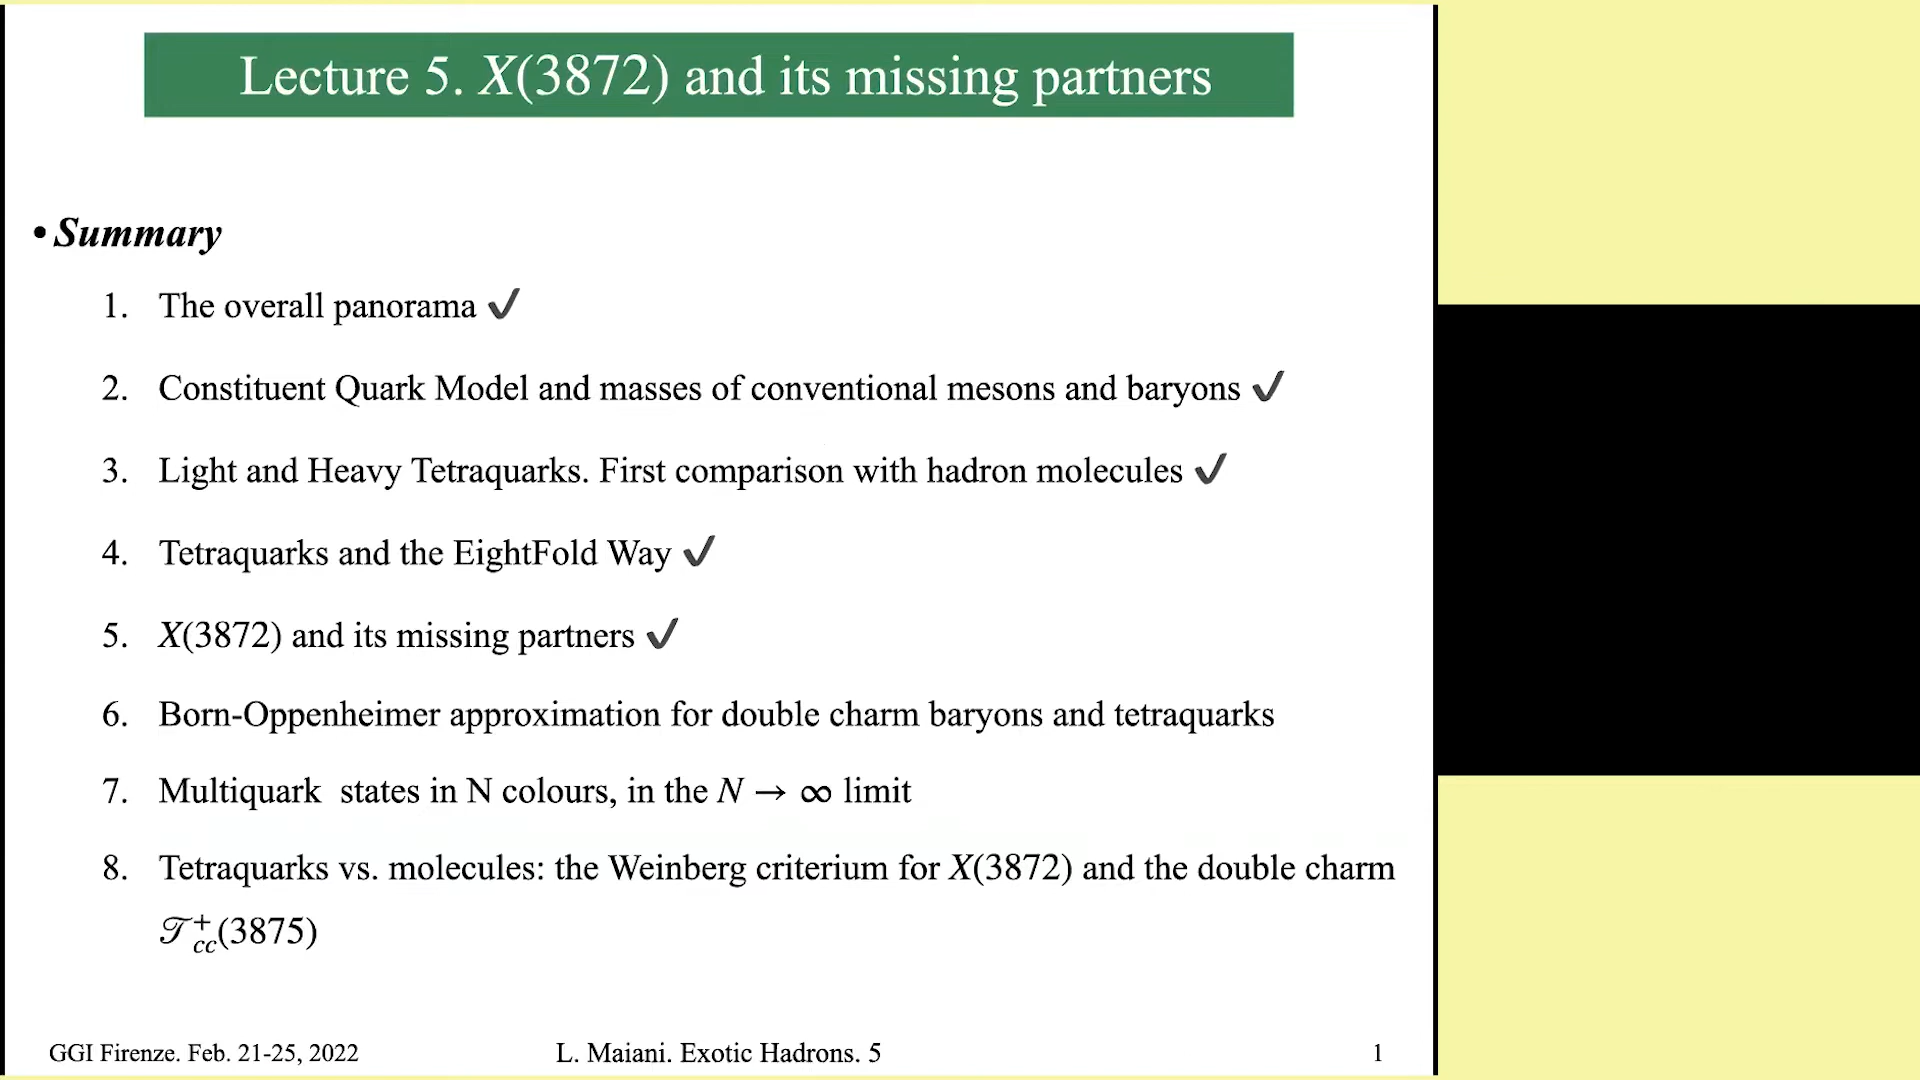 Lecture 5. X(3872) and its missing partners
• Summary
1. The overall panorama ✔
2. Constituent Quark Model and masses of conventional mesons and baryons ✔
3. Light and Heavy Tetraquarks. First comparison with hadron molecules ✔
4. Tetraquarks and the EightFold Way ✔
5. X(3872) and its missing partners ✔
6. Born-Oppenheimer approximation for double charm baryons and tetraquarks
7. Multiquark states in N colours, in the N → ∞ limit
8. Tetraquarks vs. molecules: the Weinberg criterium for X(3872) and the double charm
𝒯⁺cc(3875)
GGI Firenze. Feb. 21-25, 2022 L. Maiani. Exotic Hadrons. 5 1